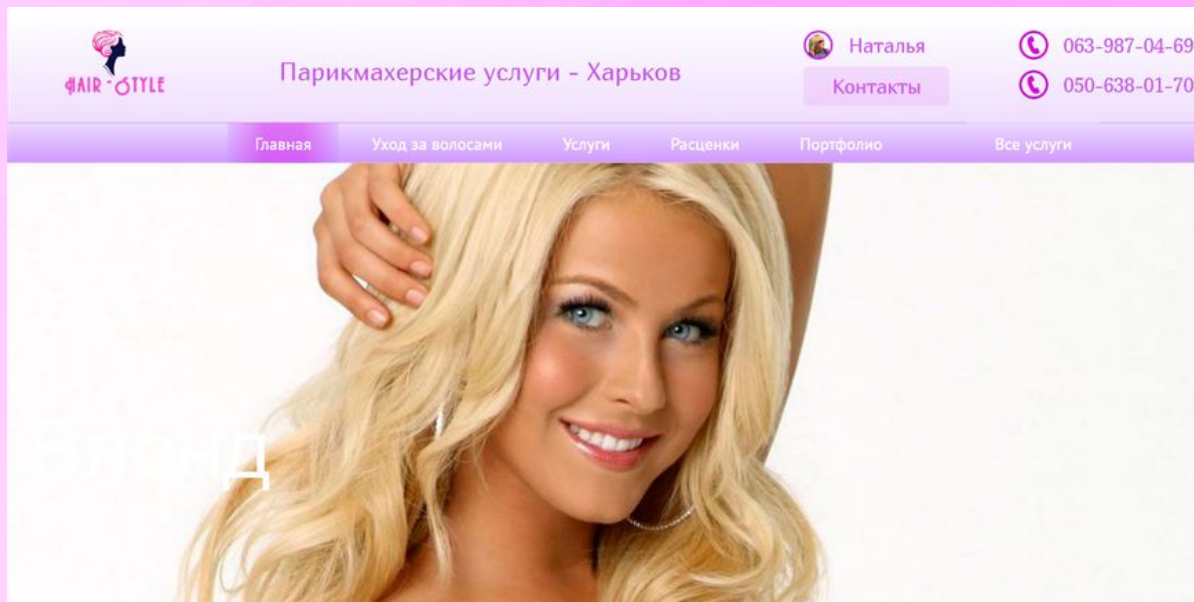 HAIR-STYLE
Парикмахерские услуги - Харьков
Наталья
Контакты
063-987-04-69
050-638-01-70
Главная Уход за волосами Услуги Расценки Портфолио Все услуги
Блонд